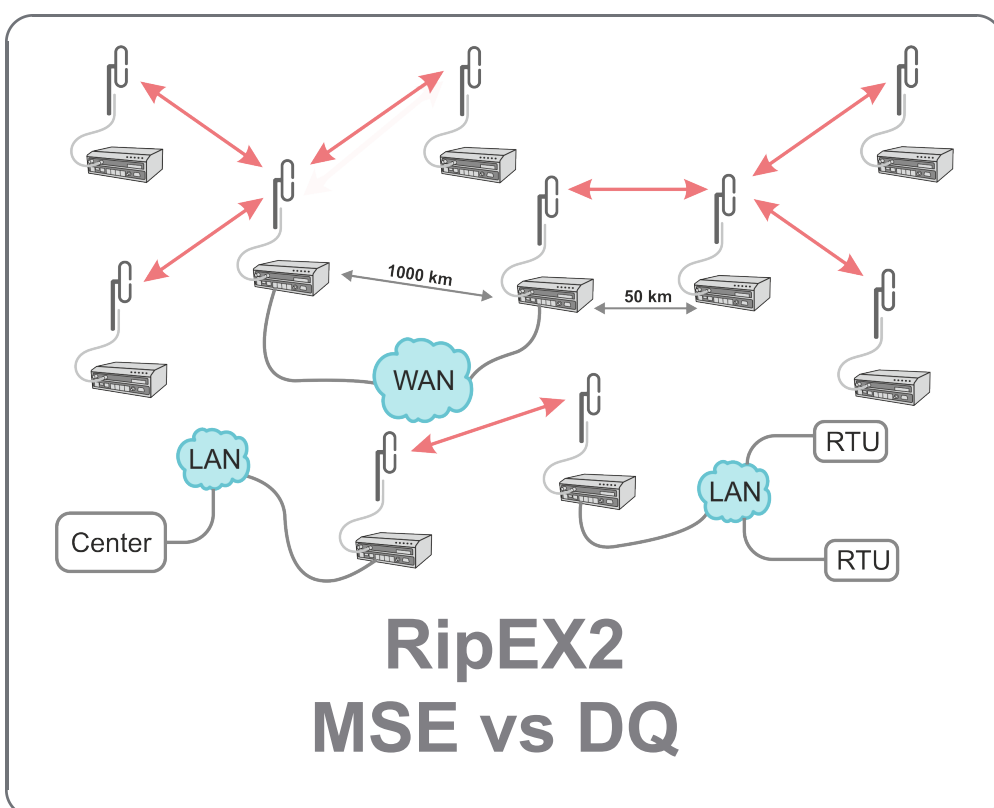 1000 km
50 km
WAN
RTU
LAN
LAN
Center
RTU
RipEX2
MSE vs DQ